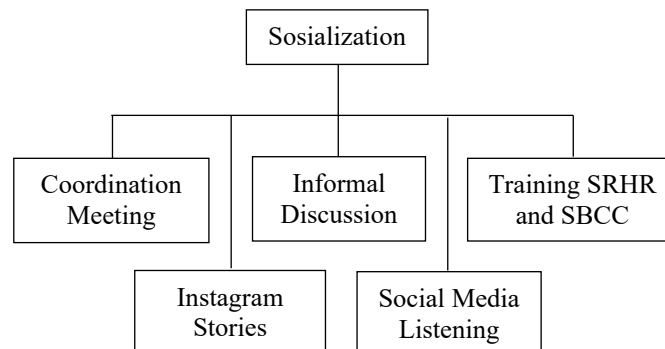 Sosialization
Coordination
Meeting
Informal
Discussion
Training SRHR
and SBCC
Instagram
Stories
Social Media
Listening